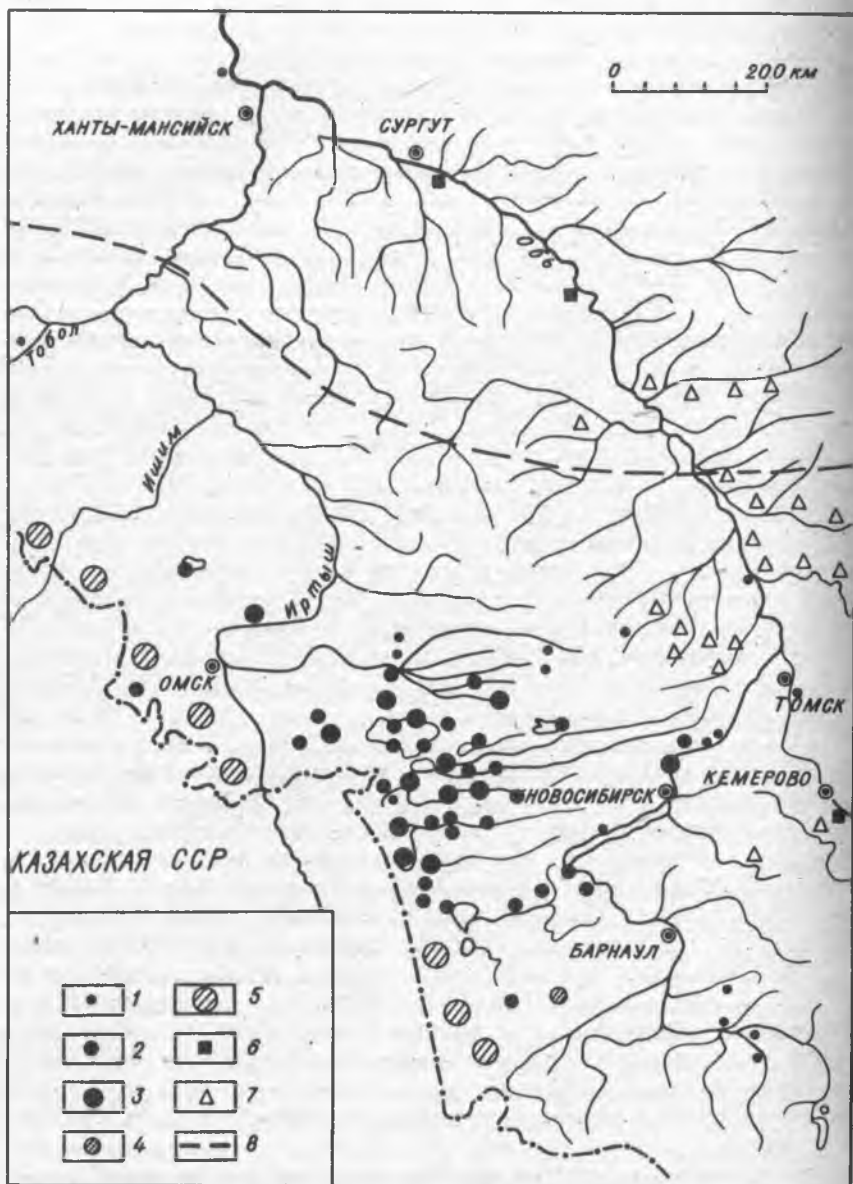 0 200 км
ХАНТЫ-МАНСИЙСК
СУРГУТ
Тобол
Ишим
Иртыш
ОМСК
ТОМСК
КЕМЕРОВО
НОВОСИБИРСК
КАЗАХСКАЯ ССР
БАРНАУЛ
1 5
2 6
3 7
4 8